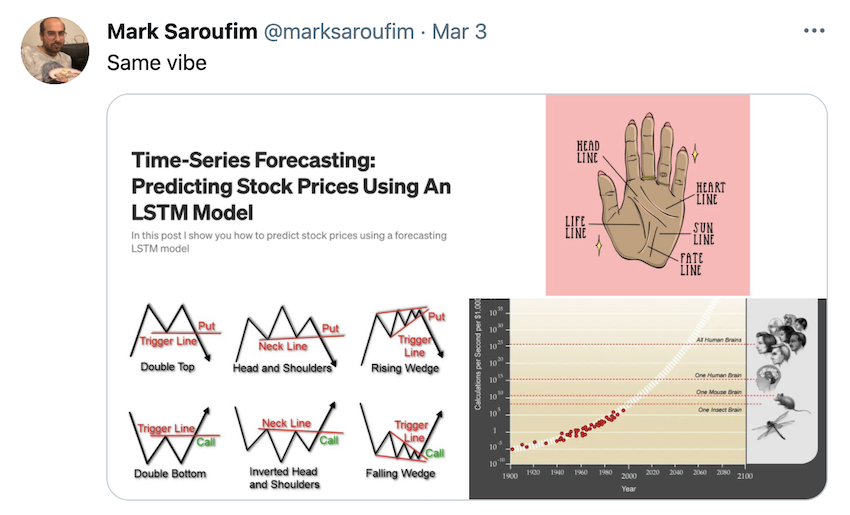 Mark Saroufim @marksaroufim · Mar 3
Same vibe
Time-Series Forecasting:
Predicting Stock Prices Using An
LSTM Model
In this post I show you how to predict stock prices using a forecasting
LSTM model
HEAD
LINE
HEART
LINE
LIFE
LINE
SUN
LINE
FATE
LINE
Put
Trigger Line
Double Top
Put
Neck Line
Head and Shoulders
Put
Trigger
Line
Rising Wedge
Trigger Line
Call
Double Bottom
Neck Line
Call
Inverted Head
and Shoulders
Trigger
Line
Call
Falling Wedge
Calculations per Second per $1,000
10 35
10 30
10 25
10 20
10 15
10 10
10 5
1
10 -5
10 -10
All Human Brains
One Human Brain
One Mouse Brain
One Insect Brain
1900 1920 1940 1960 1980 2000 2020 2040 2060 2080 2100
Year